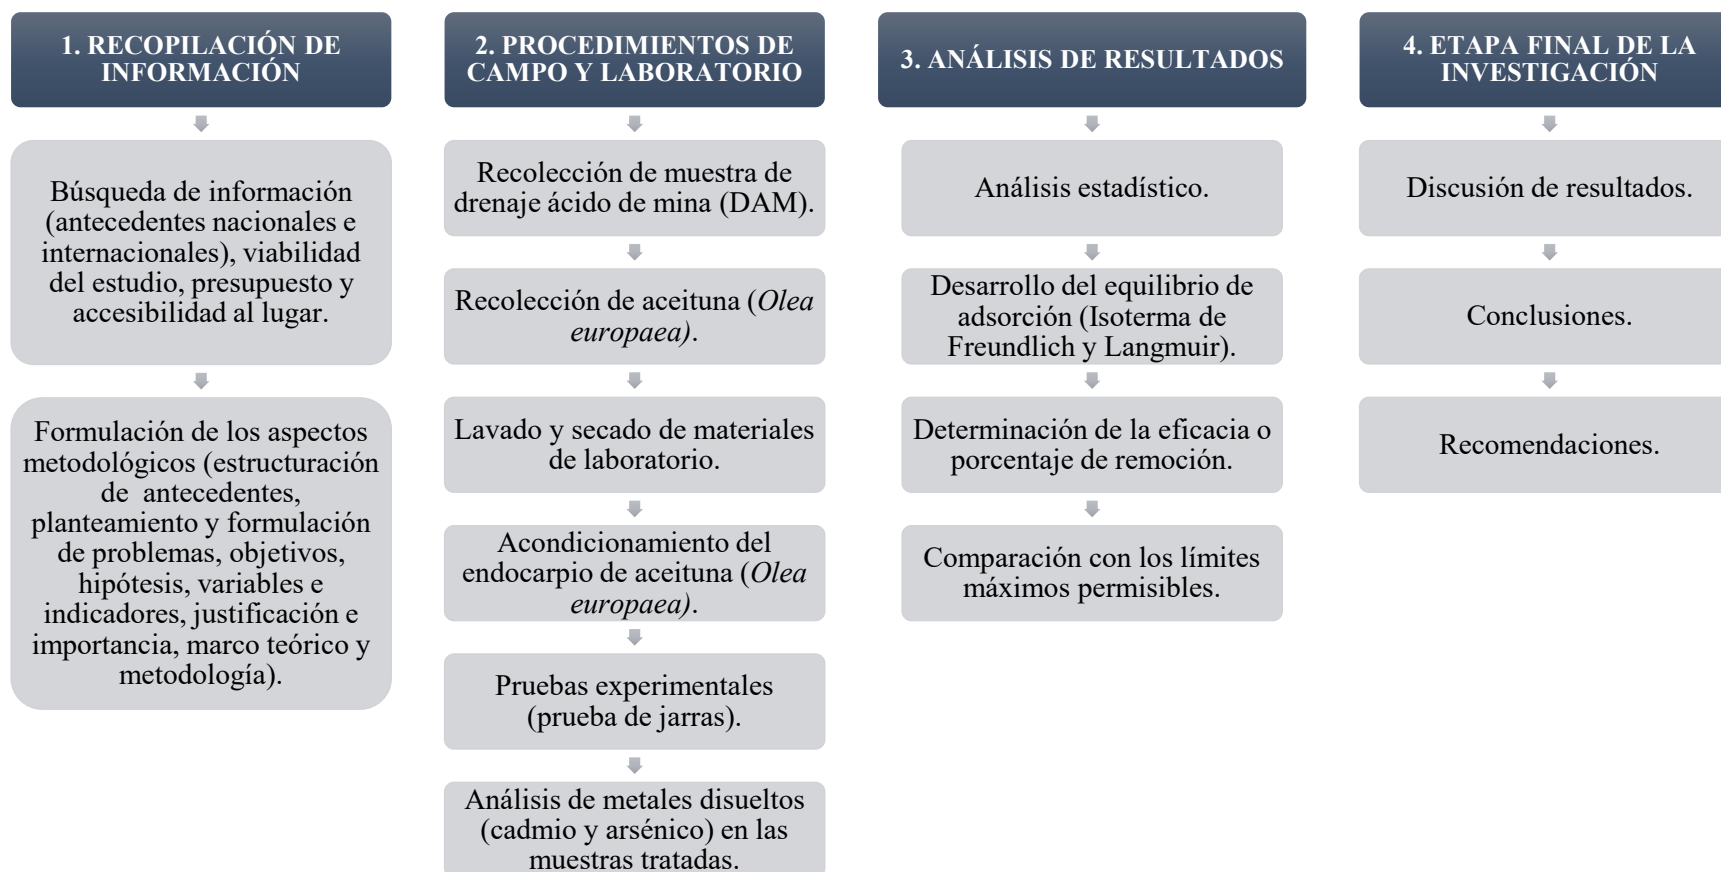 1. RECOPILACIÓN DE
INFORMACIÓN
Búsqueda de información
(antecedentes nacionales e
internacionales), viabilidad
del estudio, presupuesto y
accesibilidad al lugar.
Formulación de los aspectos
metodológicos (estructuración
de antecedentes,
planteamiento y formulación
de problemas, objetivos,
hipótesis, variables e
indicadores, justificación e
importancia, marco teórico y
metodología).
2. PROCEDIMIENTOS DE
CAMPO Y LABORATORIO
Recolección de muestra de
drenaje ácido de mina (DAM).
Recolección de aceituna (Olea
europaea).
Lavado y secado de materiales
de laboratorio.
Acondicionamiento del
endocarpio de aceituna (Olea
europaea).
Pruebas experimentales
(prueba de jarras).
Análisis de metales disueltos
(cadmio y arsénico) en las
muestras tratadas.
3. ANÁLISIS DE RESULTADOS
Análisis estadístico.
Desarrollo del equilibrio de
adsorción (Isoterma de
Freundlich y Langmuir).
Determinación de la eficacia o
porcentaje de remoción.
Comparación con los límites
máximos permisibles.
4. ETAPA FINAL DE LA
INVESTIGACIÓN
Discusión de resultados.
Conclusiones.
Recomendaciones.